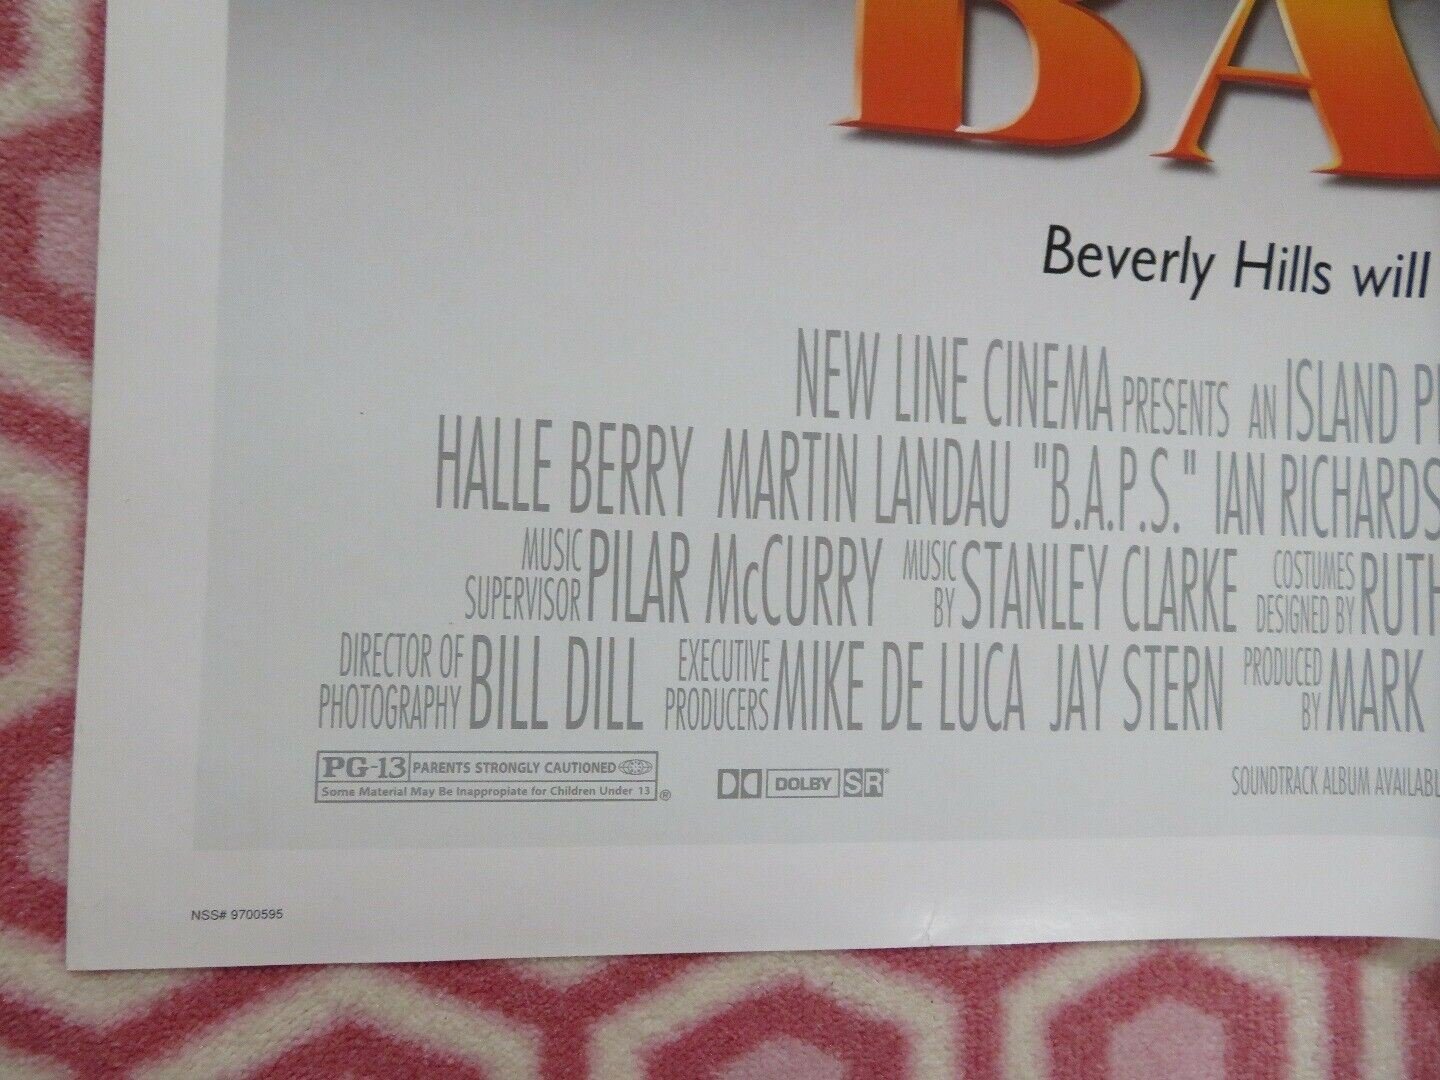 BA
Beverly Hills will
NEW LINE CINEMA PRESENTS AN ISLAND
HALLE BERRY MARTIN LANDAU "B.A.P.S." IAN RICHARDS
MUSIC SUPERVISOR PILAR McCURRY MUSIC BY STANLEY CLARKE COSTUMES DESIGNED BY RUTH
DIRECTOR OF PHOTOGRAPHY BILL DILL EXECUTIVE PRODUCERS MIKE DE LUCA JAY STERN PRODUCED BY MARK
PG-13 PARENTS STRONGLY CAUTIONED
Some Material May Be Inappropiate for Children Under 13 ®
DOLBY SR
SOUNDTRACK ALBUM AVAILABL
NSS# 9700595